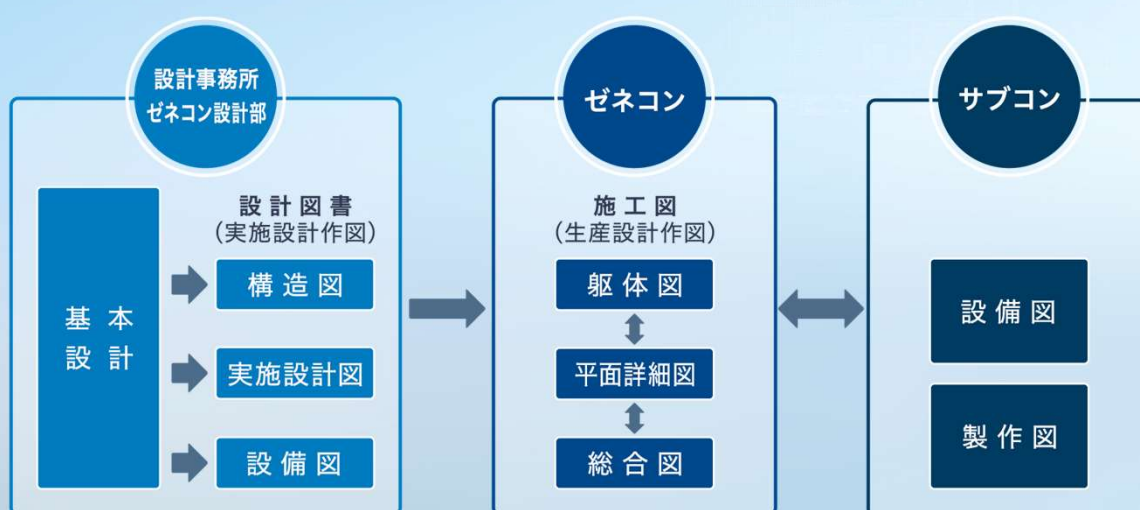 設計事務所
ゼネコン設計部
基本
設計
設計図書
(実施設計作図)
構造図
実施設計図
設備図
ゼネコン
施工図
(生産設計作図)
躯体図
平面詳細図
総合図
サブコン
設備図
製作図